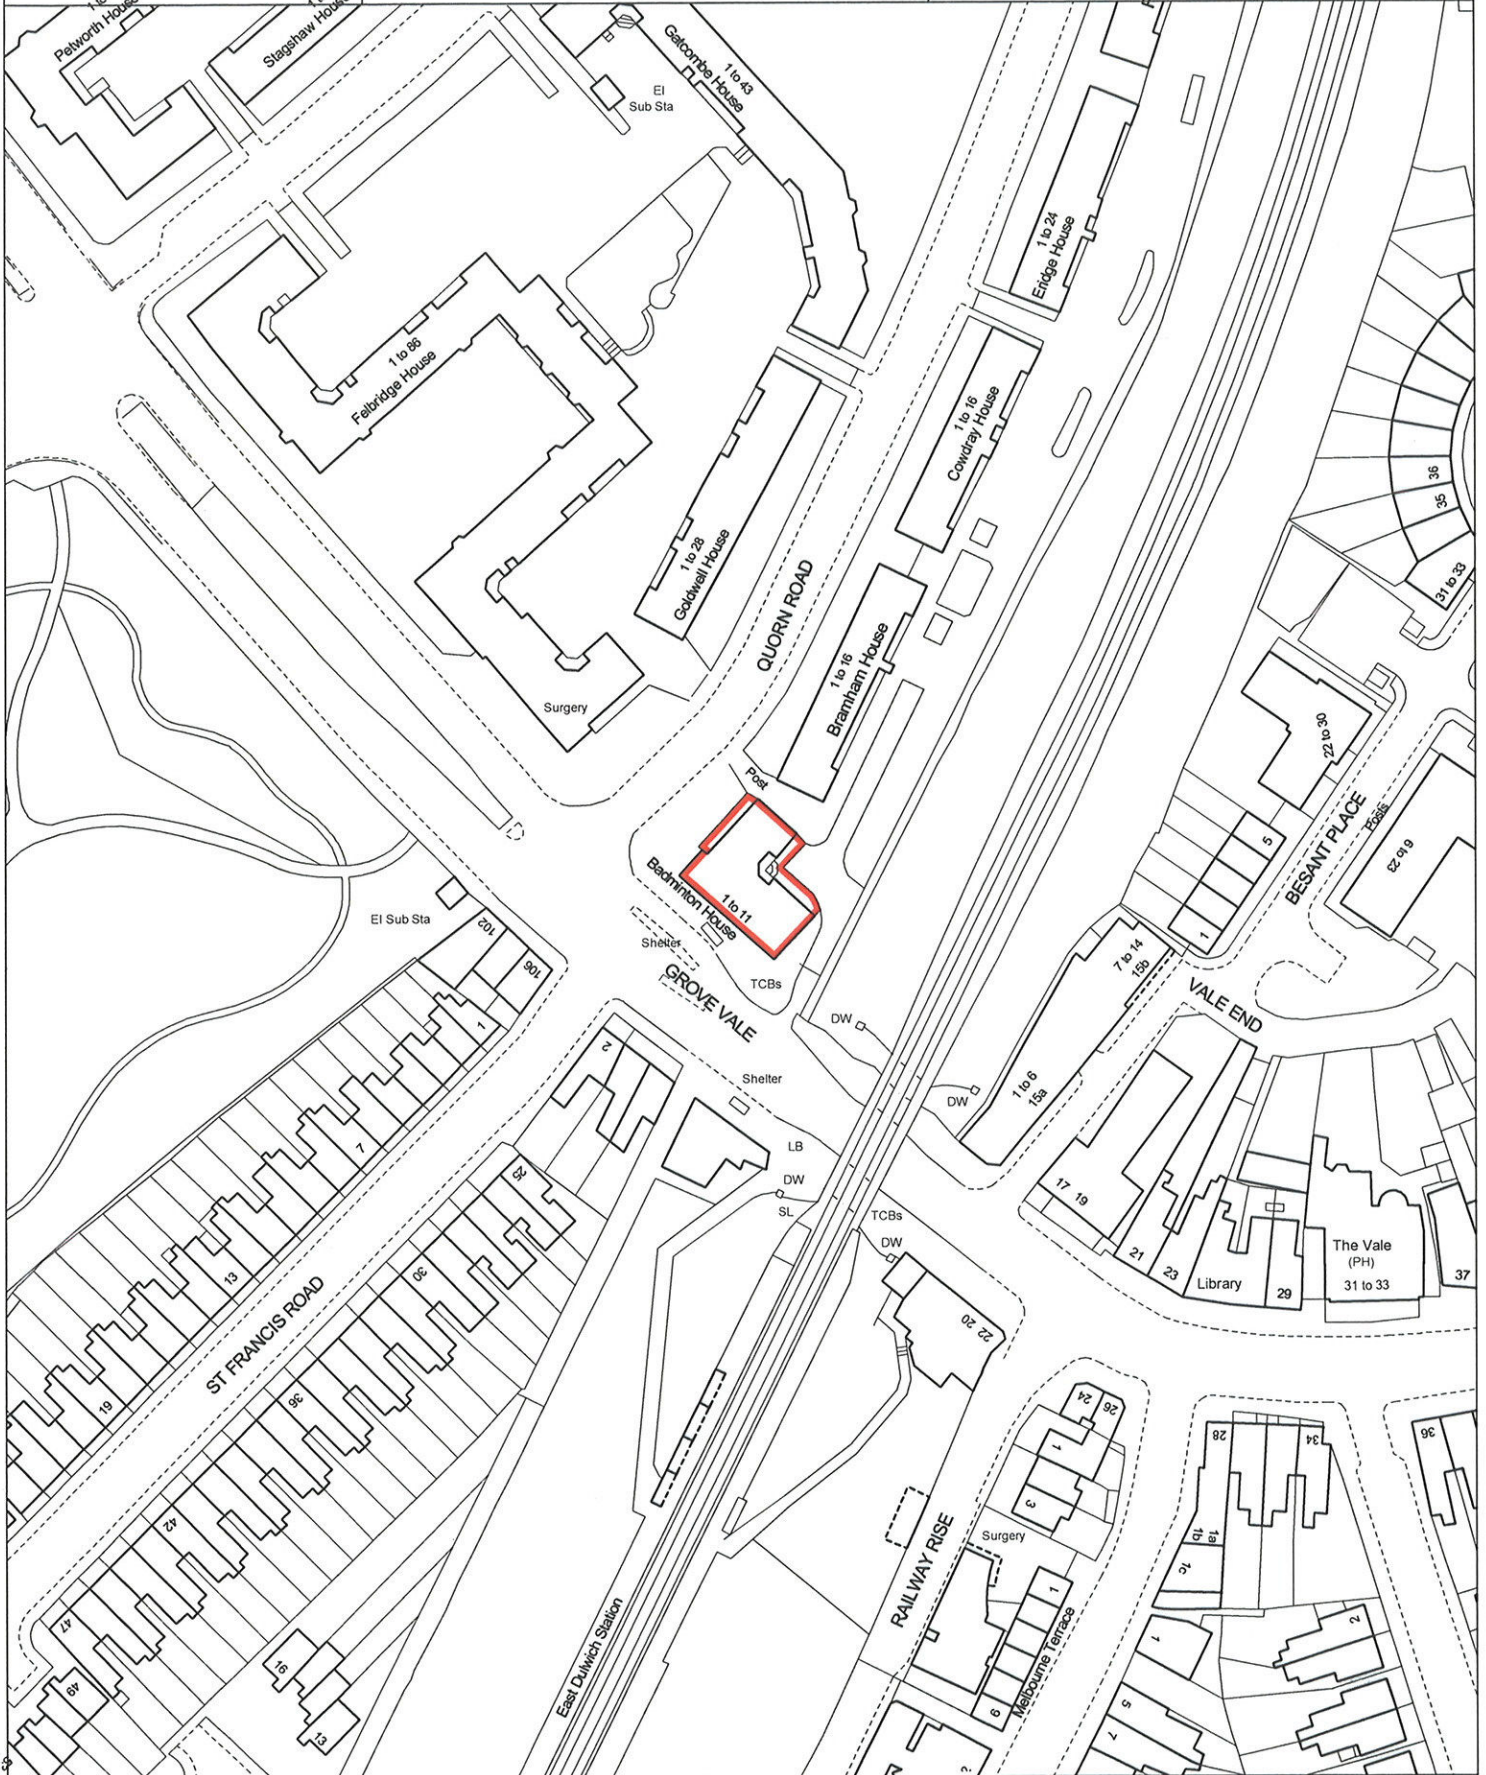 Petworth House
Stagshaw House
El
Sub Sta
1 to 43
Gatcombe House
1 to 24
Eridge House
1 to 86
Felbridge House
1 to 16
Cowdray House
1 to 28
Goldwell House
QUORN ROAD
1 to 16
Bramham House
Surgery
Post
36
35
31 to 33
22 to 30
BESANT PLACE
Posts
6 to 23
5
1
Badminton House
1 to 11
El Sub Sta
Shelter
GROVE VALE
TCBs
102
106
1
7
13
19
ST FRANCIS ROAD
2
25
30
36
42
47
49
16
13
Shelter
LB
DW
SL
DW
DW
TCBs
DW
7 to 14
15b
VALE END
1 to 6
15a
17 19
21
23
Library
29
The Vale
(PH)
31 to 33
37
22 20
24
26
1
3
Surgery
RAILWAY RISE
East Dulwich Station
1
Melbourne Terrace
6
28
34
36
1b
1a
1c
1
2
5
7